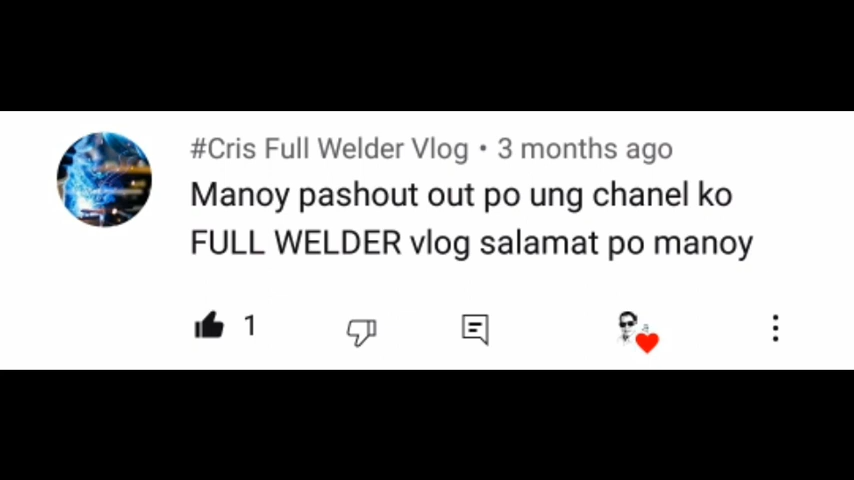 #Cris Full Welder Vlog • 3 months ago
Manoy pashout out po ung chanel ko
FULL WELDER vlog salamat po manoy
1